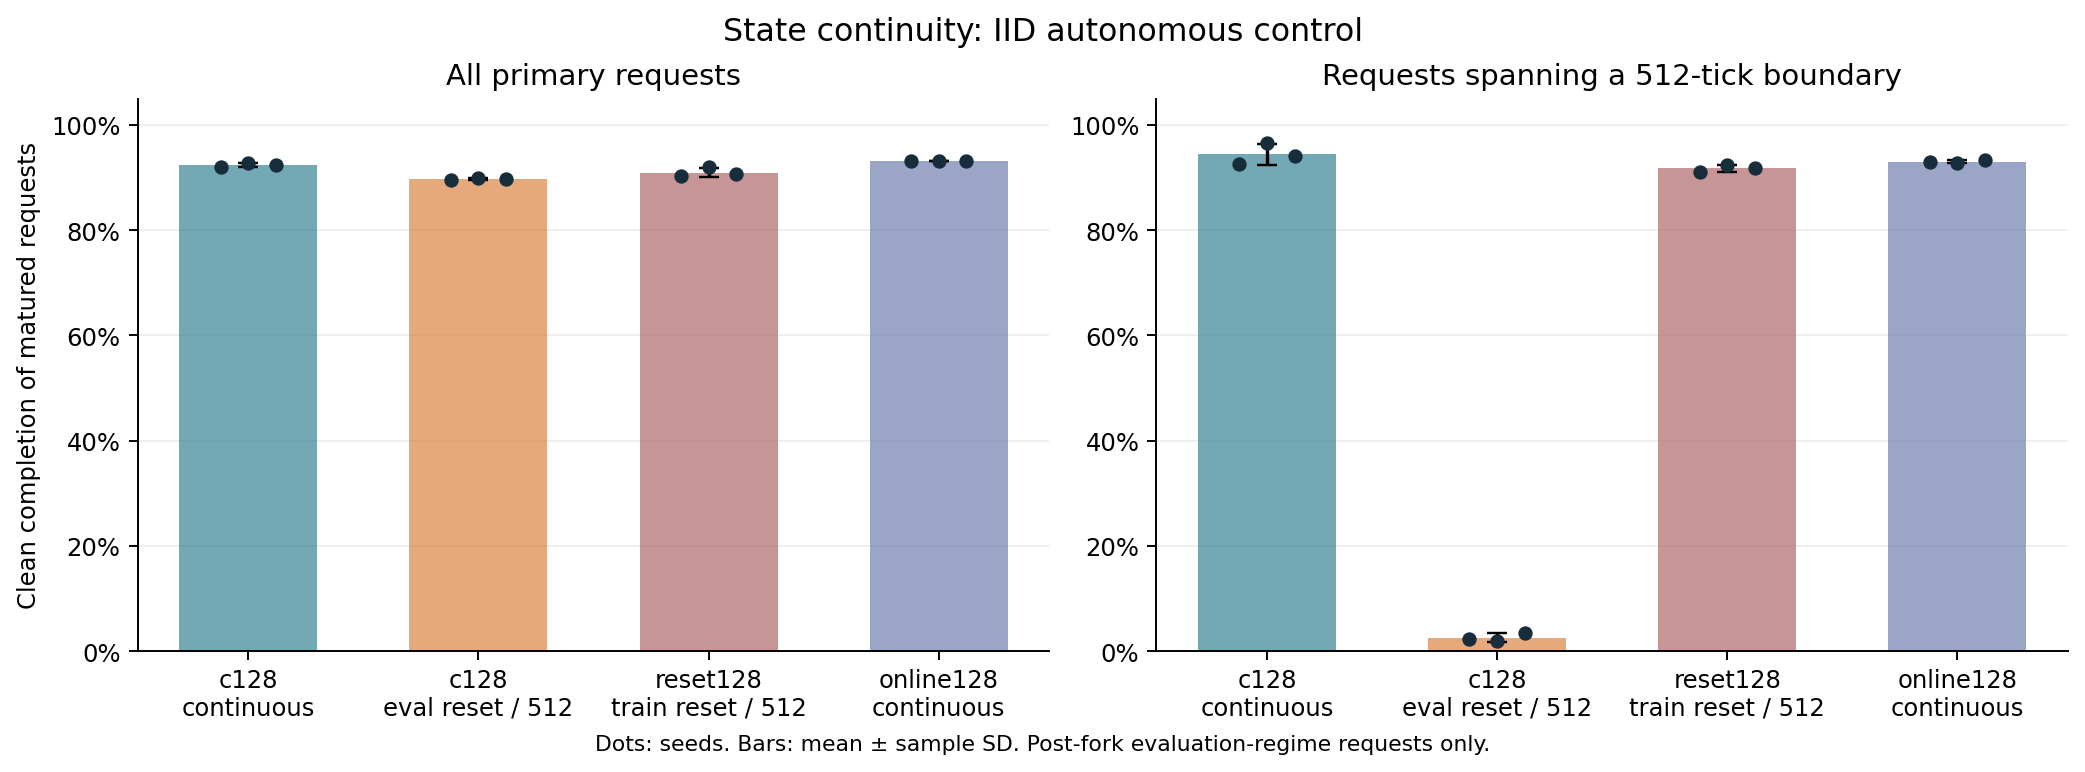 State continuity: IID autonomous control
All primary requests
Clean completion of matured requests
100%
80%
60%
40%
20%
0%
c128
continuous
c128
eval reset / 512
reset128
train reset / 512
online128
continuous
Requests spanning a 512-tick boundary
100%
80%
60%
40%
20%
0%
c128
continuous
c128
eval reset / 512
reset128
train reset / 512
online128
continuous
Dots: seeds. Bars: mean ± sample SD. Post-fork evaluation-regime requests only.